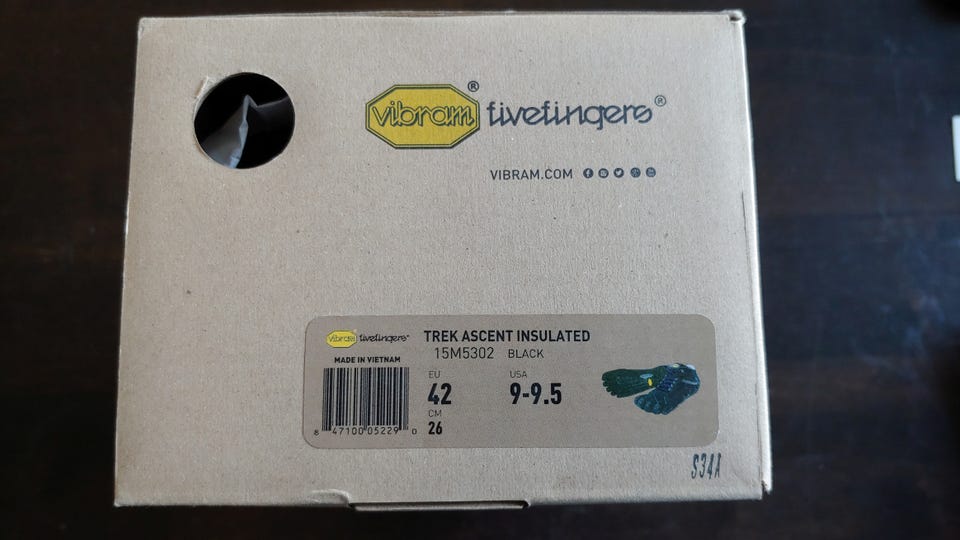 vibram® fivefingers®
VIBRAM.COM
vibram fivefingers®
MADE IN VIETNAM
8 47100 05229 0
TREK ASCENT INSULATED
15M5302 BLACK
EU USA
42 9-9.5
CM
26
S34A